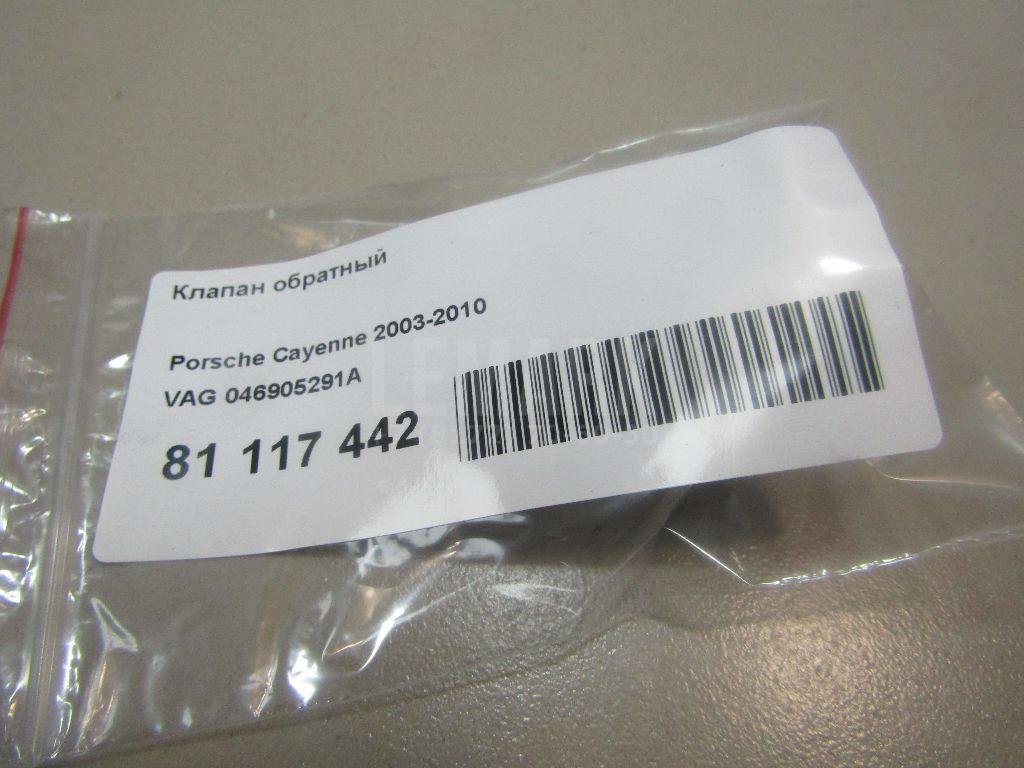 Клапан обратный
Porsche Cayenne 2003-2010
VAG 046905291A
81 117 442